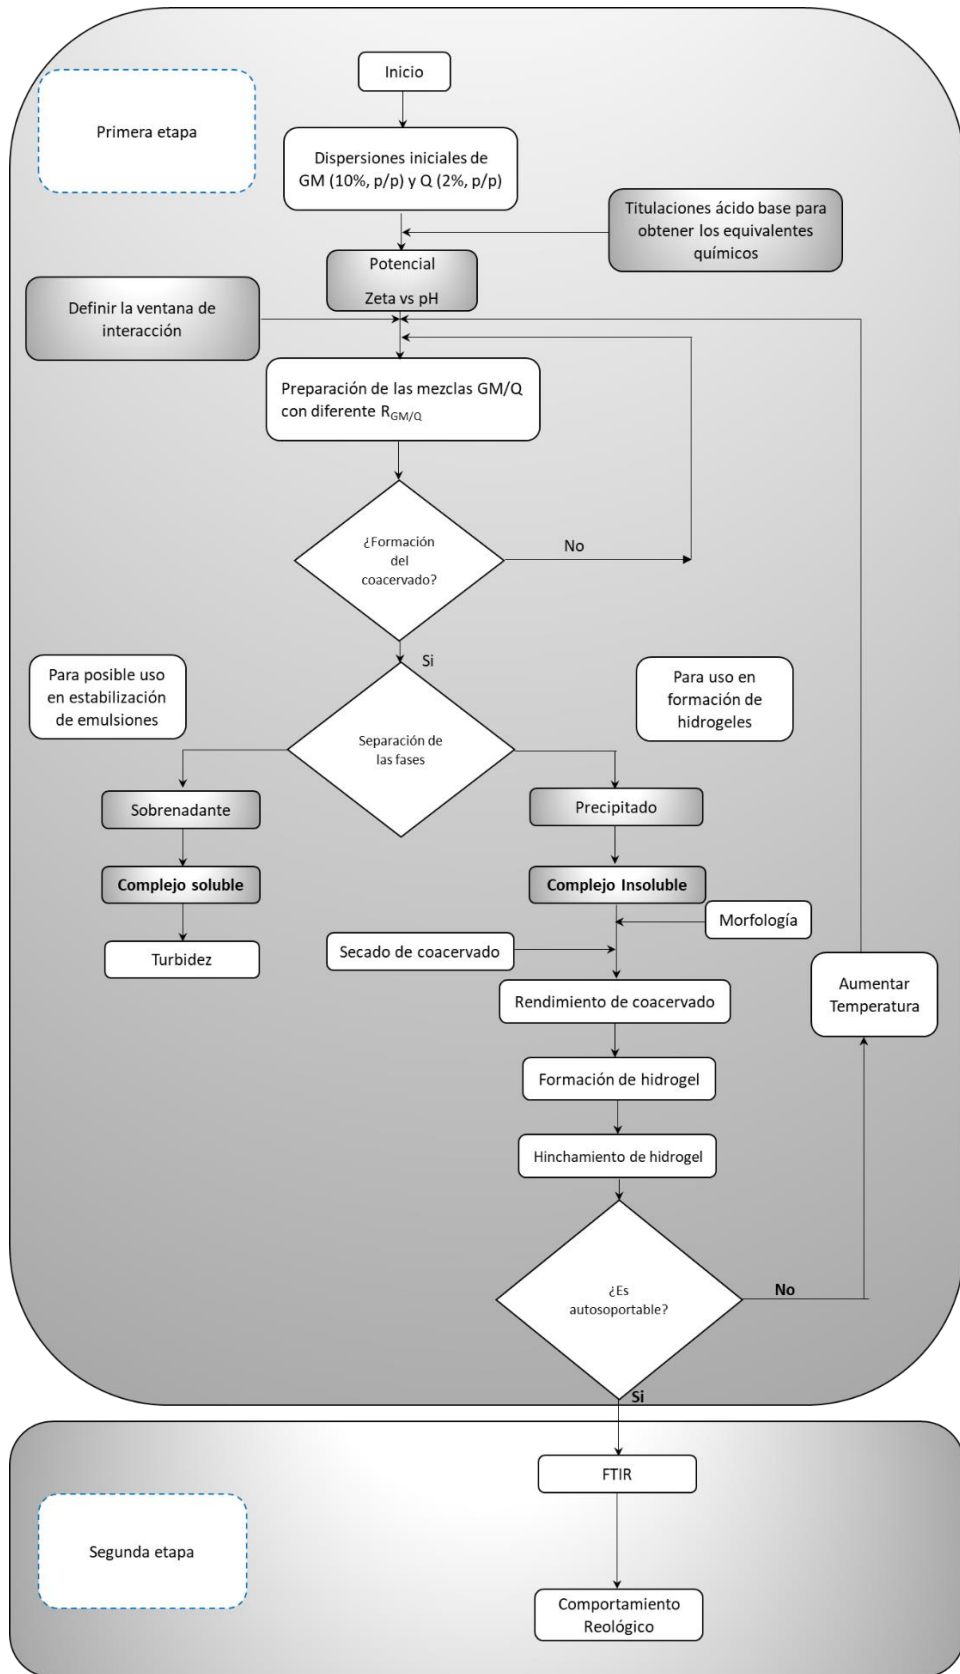 Inicio
Primera etapa
Dispersiones iniciales de
GM (10%, p/p) y Q (2%, p/p)
Titulaciones ácido base para
obtener los equivalentes
químicos
Potencial
Zeta vs pH
Definir la ventana de
interacción
Preparación de las mezclas GM/Q
con diferente R_GM/Q
¿Formación
del
coacervado?
No
Si
Para posible uso
en estabilización
de emulsiones
Para uso en
formación de
hidrogeles
Separación de
las fases
Sobrenadante
Precipitado
Complejo soluble
Complejo Insoluble
Morfología
Turbidez
Secado de coacervado
Aumentar
Temperatura
Rendimiento de coacervado
Formación de hidrogel
Hinchamiento de hidrogel
¿Es
autosoportable?
No
Si
FTIR
Segunda etapa
Comportamiento
Reológico